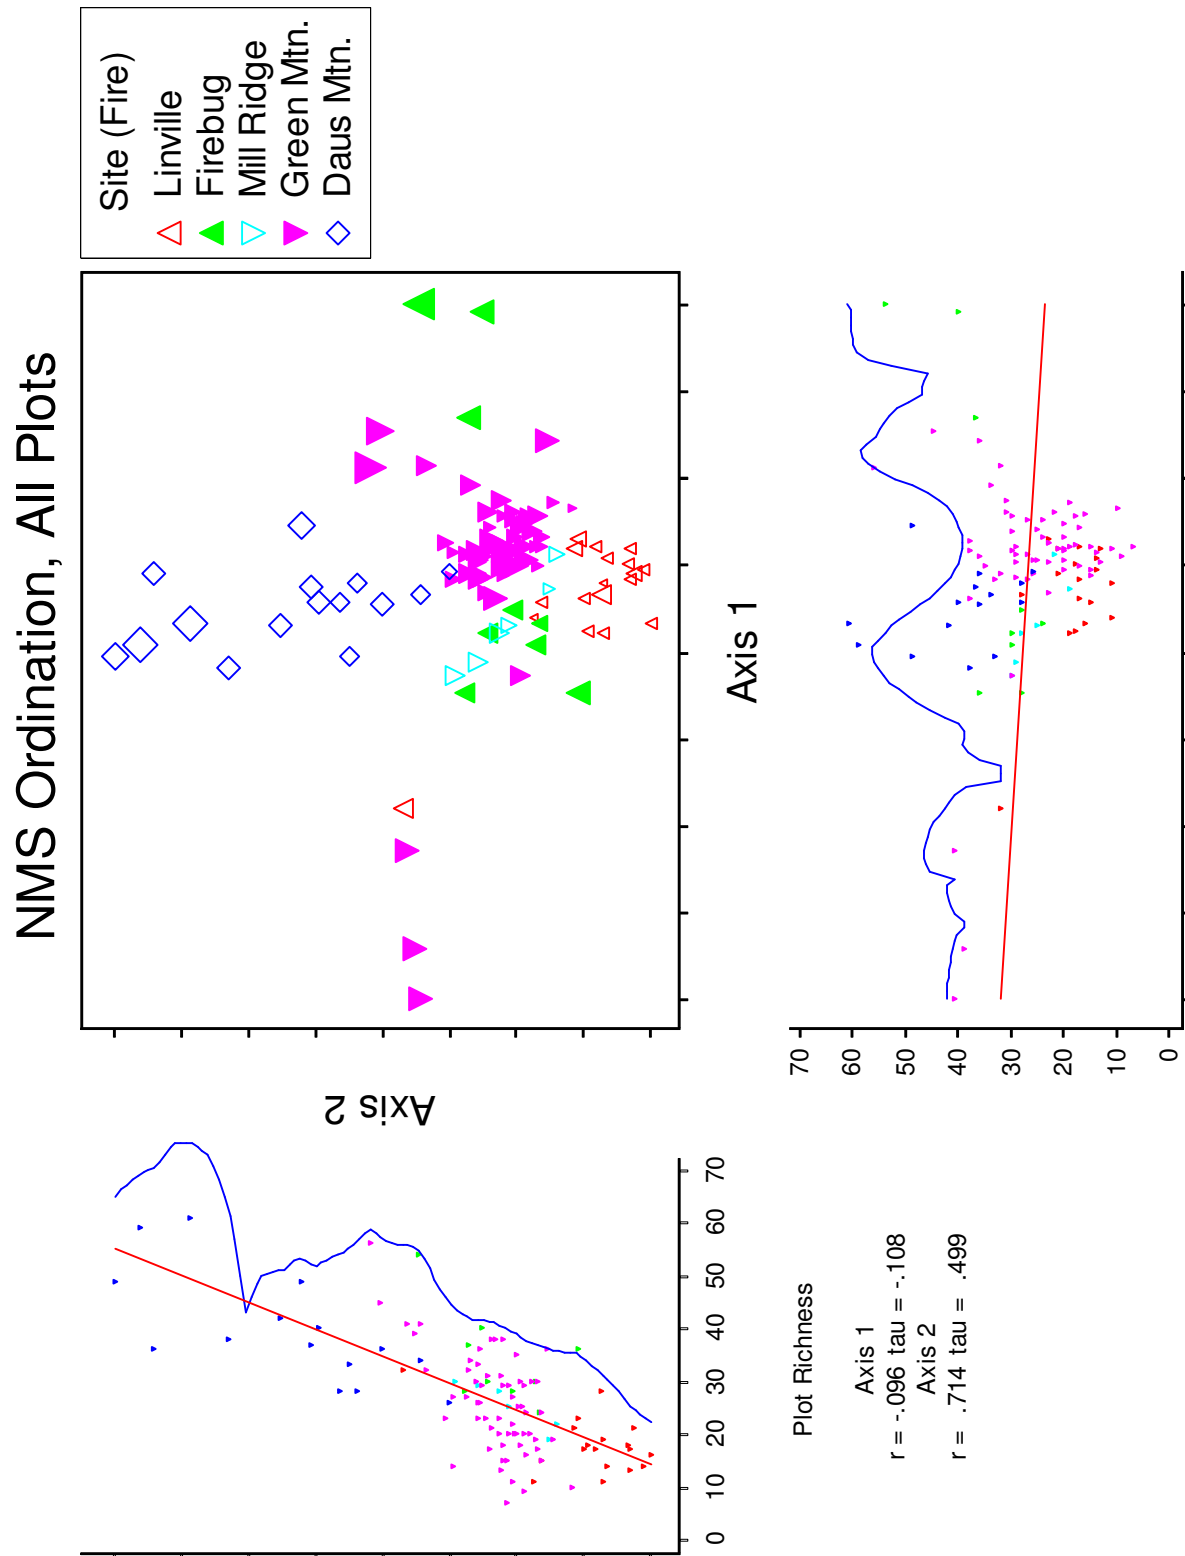 NMS Ordination, All Plots
Site (Fire)
Linville
Firebug
Mill Ridge
Green Mtn.
Daus Mtn.
Axis 2
Axis 1
0 10 20 30 40 50 60 70
70
60
50
40
30
20
10
0
Plot Richness
Axis 1
r = -.096 tau = -.108
Axis 2
r = .714 tau = .499